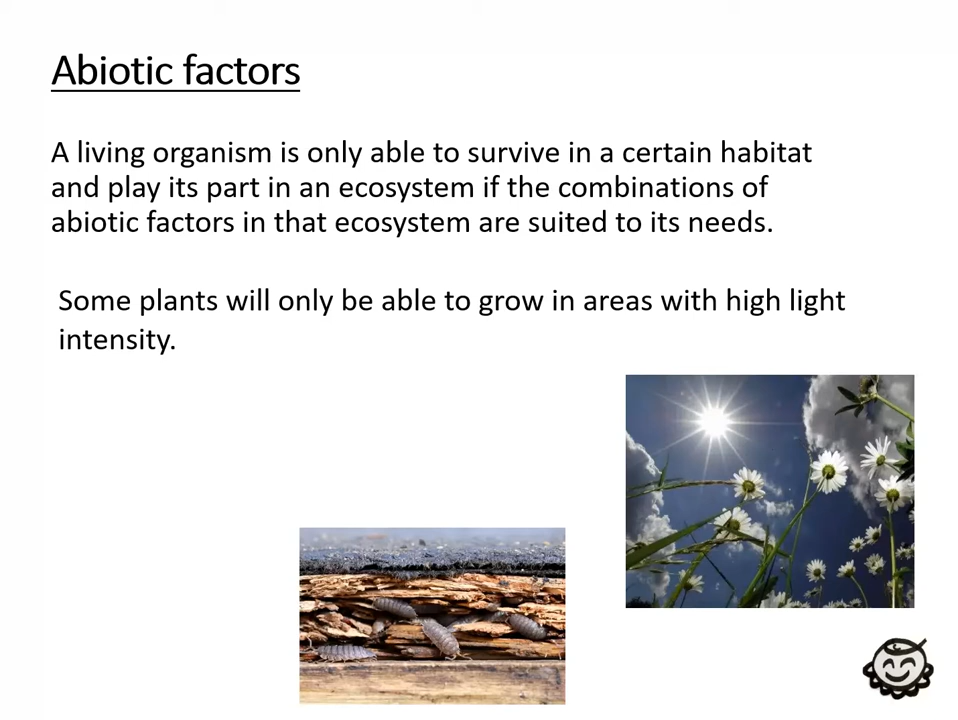 Abiotic factors
A living organism is only able to survive in a certain habitat
and play its part in an ecosystem if the combinations of
abiotic factors in that ecosystem are suited to its needs.
Some plants will only be able to grow in areas with high light
intensity.